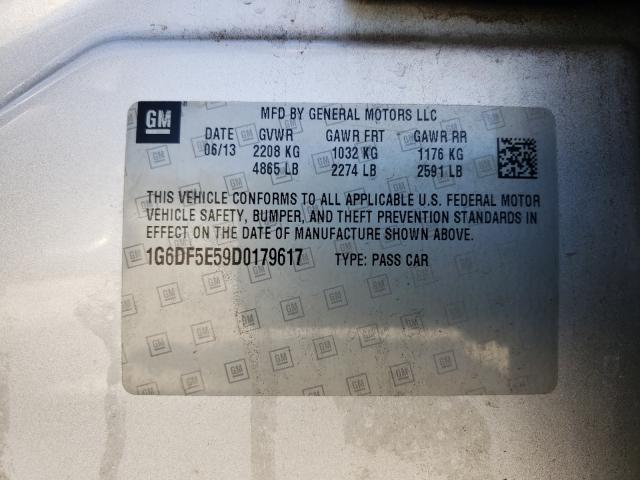 GM
MFD BY GENERAL MOTORS LLC
DATE GVWR GAWR FRT GAWR RR
06/13 2208 KG 1032 KG 1176 KG
4865 LB 2274 LB 2591 LB
THIS VEHICLE CONFORMS TO ALL APPLICABLE U.S. FEDERAL MOTOR
VEHICLE SAFETY, BUMPER, AND THEFT PREVENTION STANDARDS IN
EFFECT ON THE DATE OF MANUFACTURE SHOWN ABOVE.
1G6DF5E59D0179617 TYPE: PASS CAR